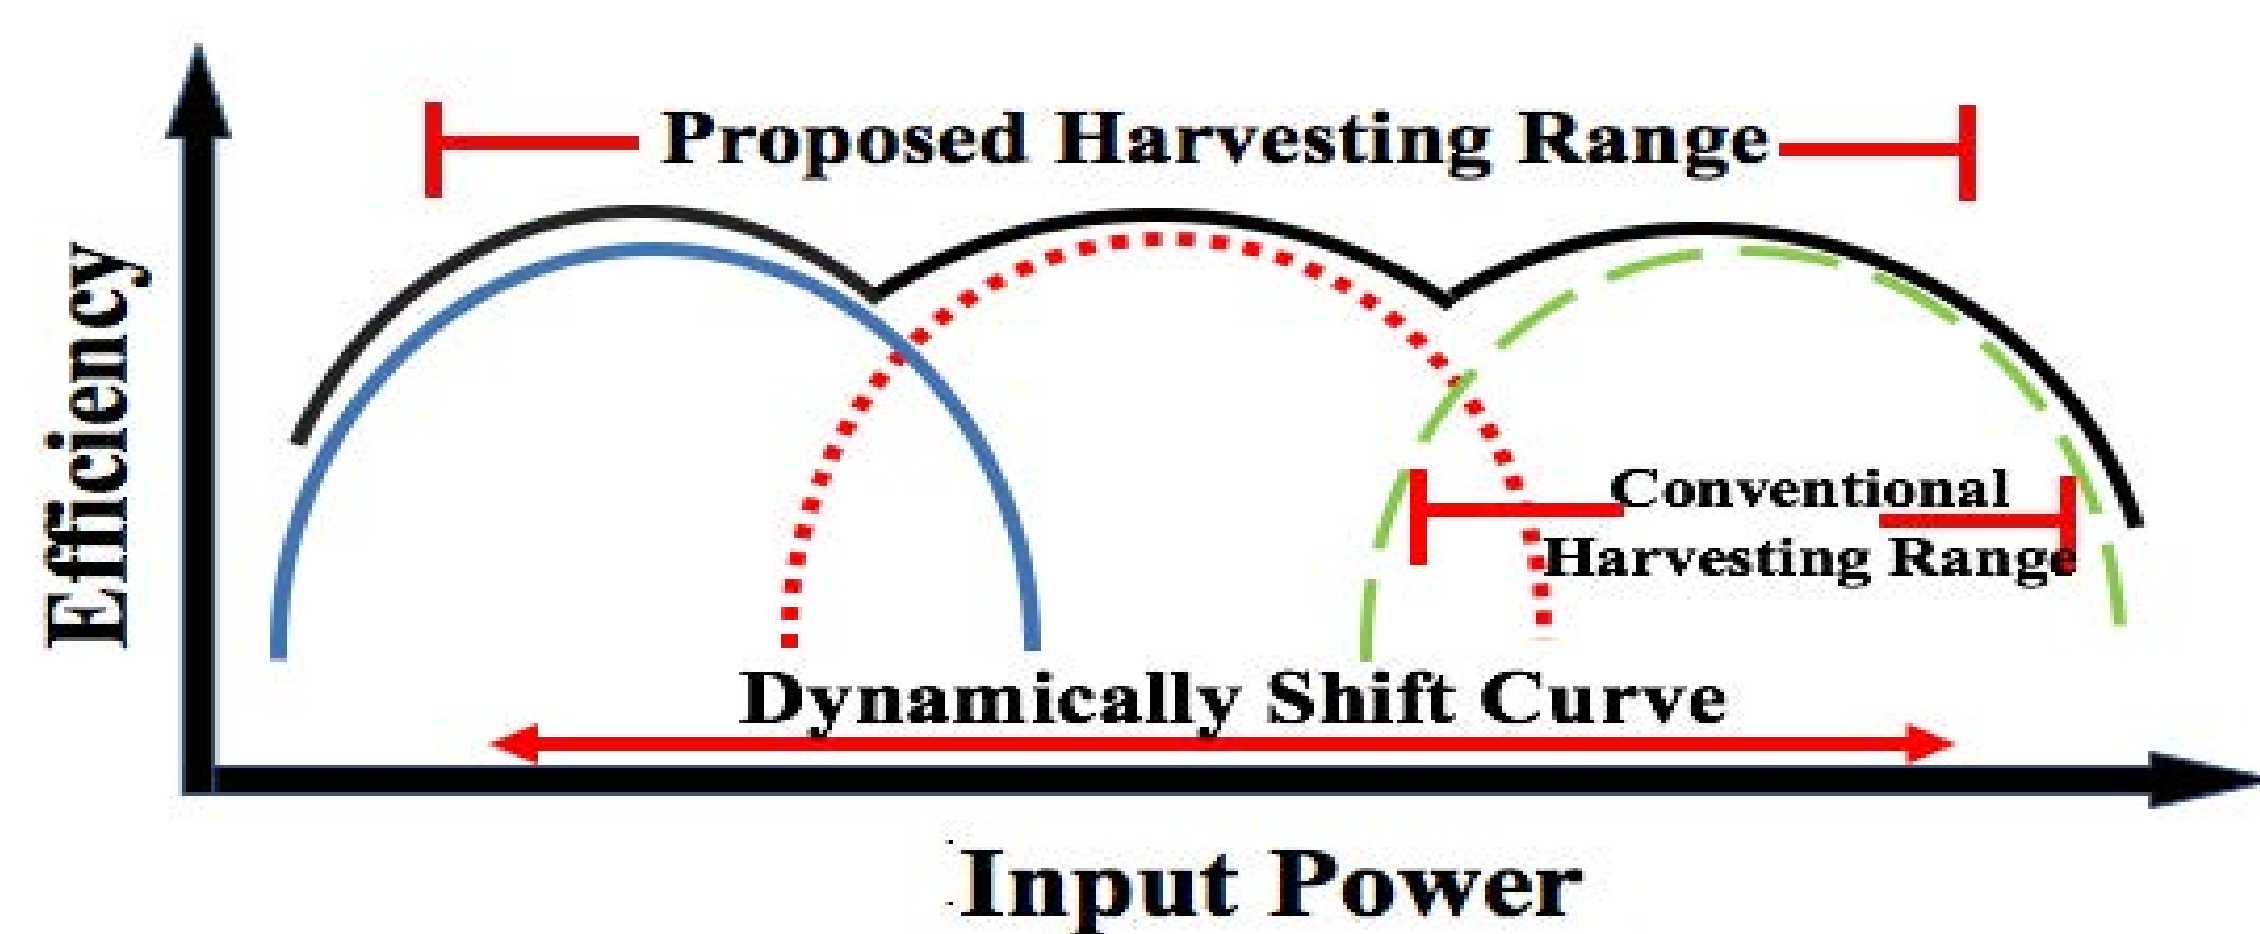 Proposed Harvesting Range
Efficiency
Conventional
Harvesting Range
Dynamically Shift Curve
Input Power